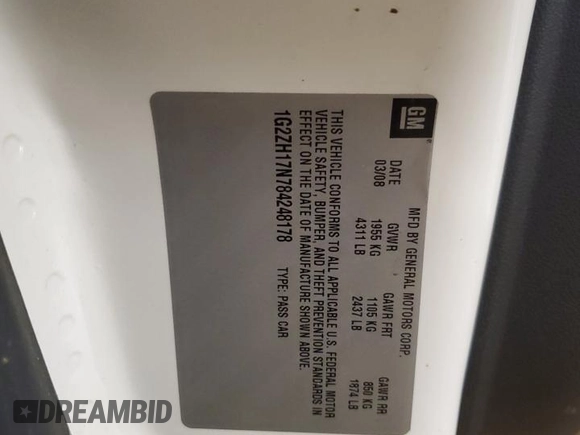 GM
MFD BY GENERAL MOTORS CORP.
DATE GVWR GAWR FRT GAWR RR
03/08 1955 KG 1105 KG 850 KG
4311 LB 2437 LB 1874 LB
THIS VEHICLE CONFORMS TO ALL APPLICABLE U.S. FEDERAL MOTOR
VEHICLE SAFETY, BUMPER, AND THEFT PREVENTION STANDARDS IN
EFFECT ON THE DATE OF MANUFACTURE SHOWN ABOVE.
1G2ZH17N784248178 TYPE: PASS CAR
DREAMBID